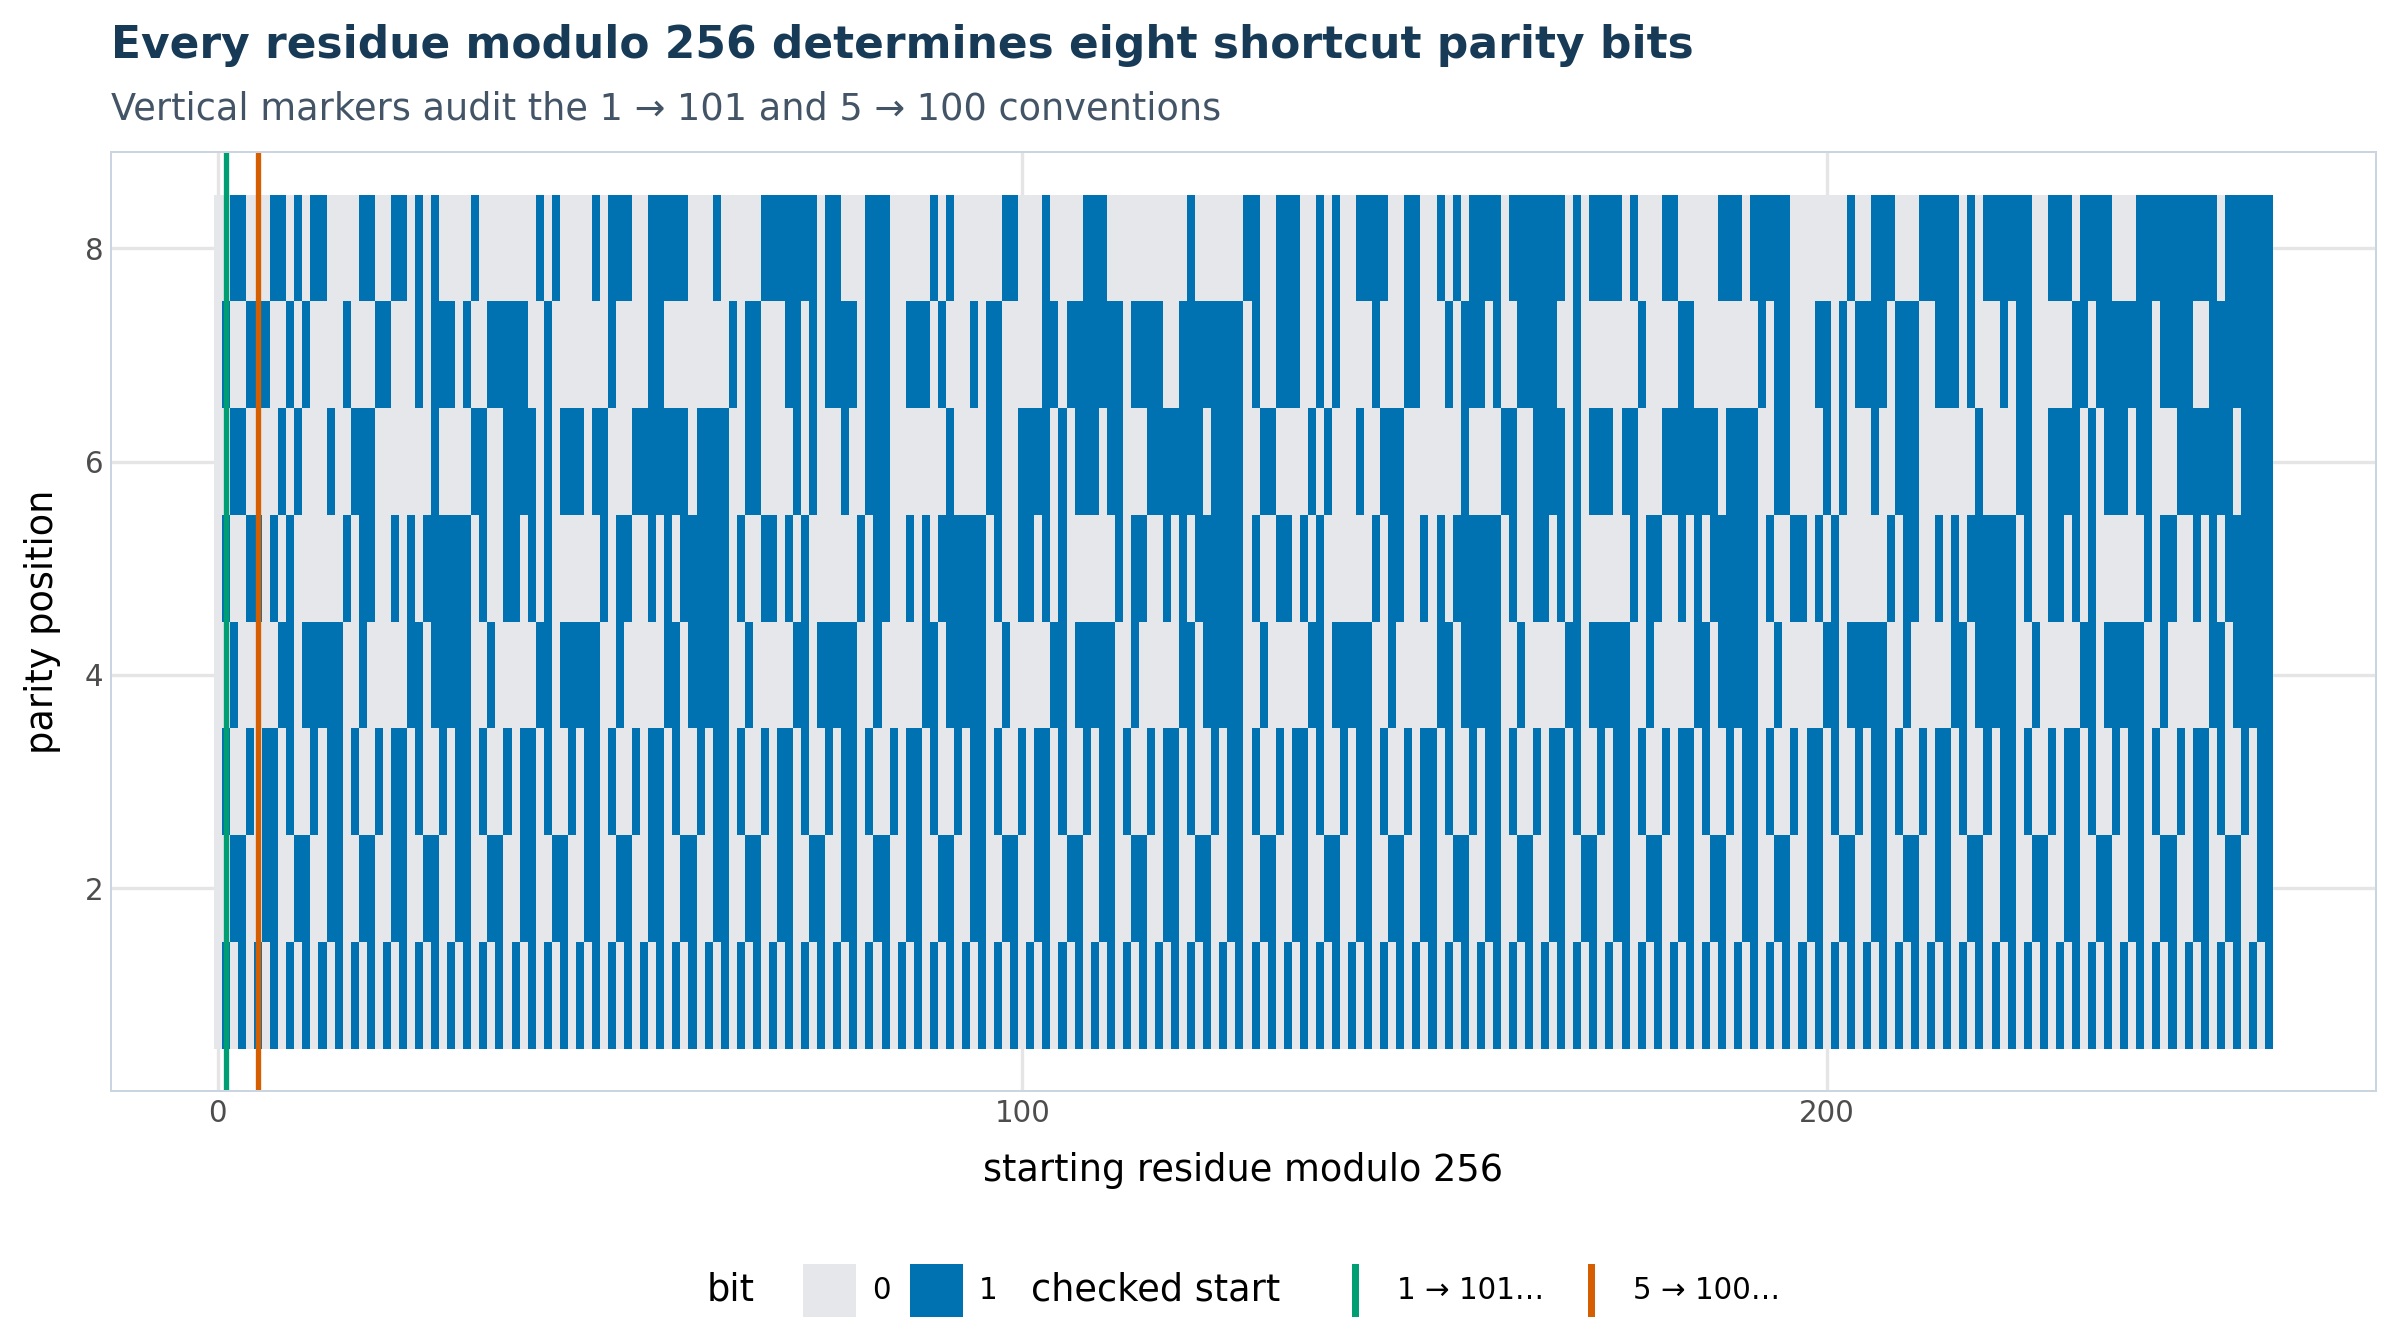 Every residue modulo 256 determines eight shortcut parity bits
Vertical markers audit the 1 → 101 and 5 → 100 conventions
parity position
8
6
4
2
0 100 200
starting residue modulo 256
bit 0 1 checked start 1 → 101... 5 → 100...